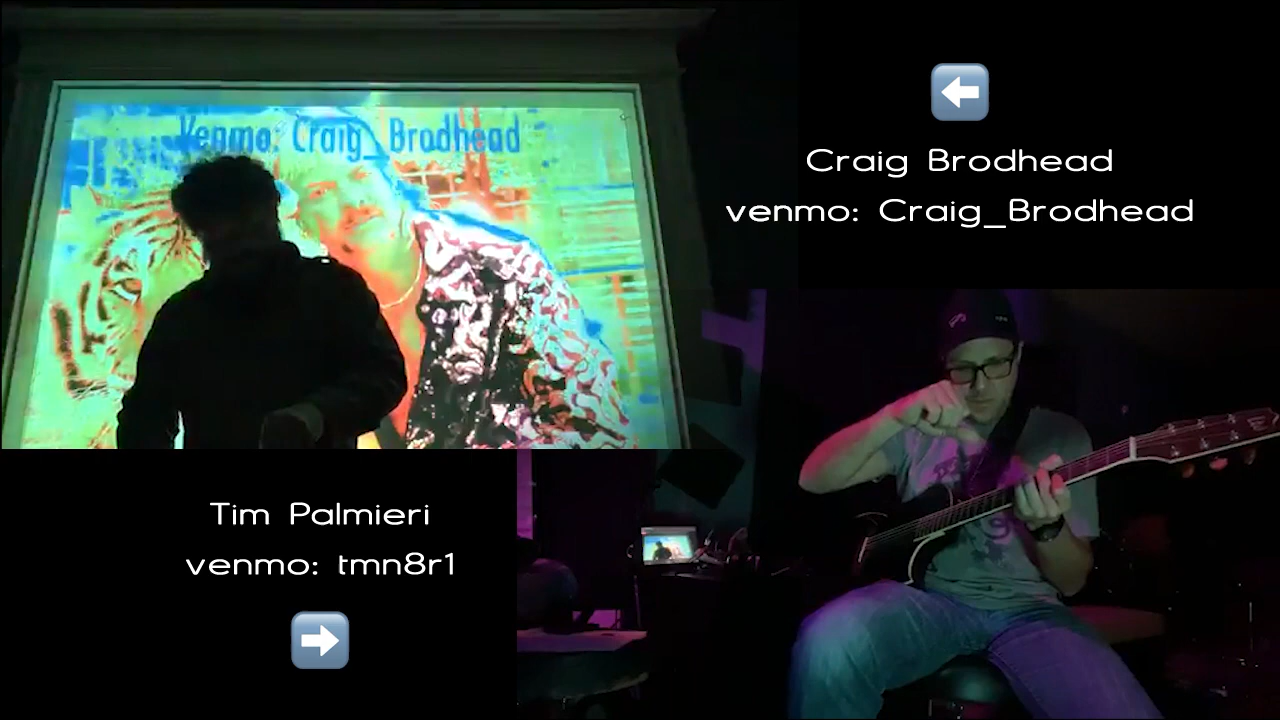 Venmo: Craig_Brodhead
Craig Brodhead
venmo: Craig_Brodhead
Tim Palmieri
venmo: tmn8r1